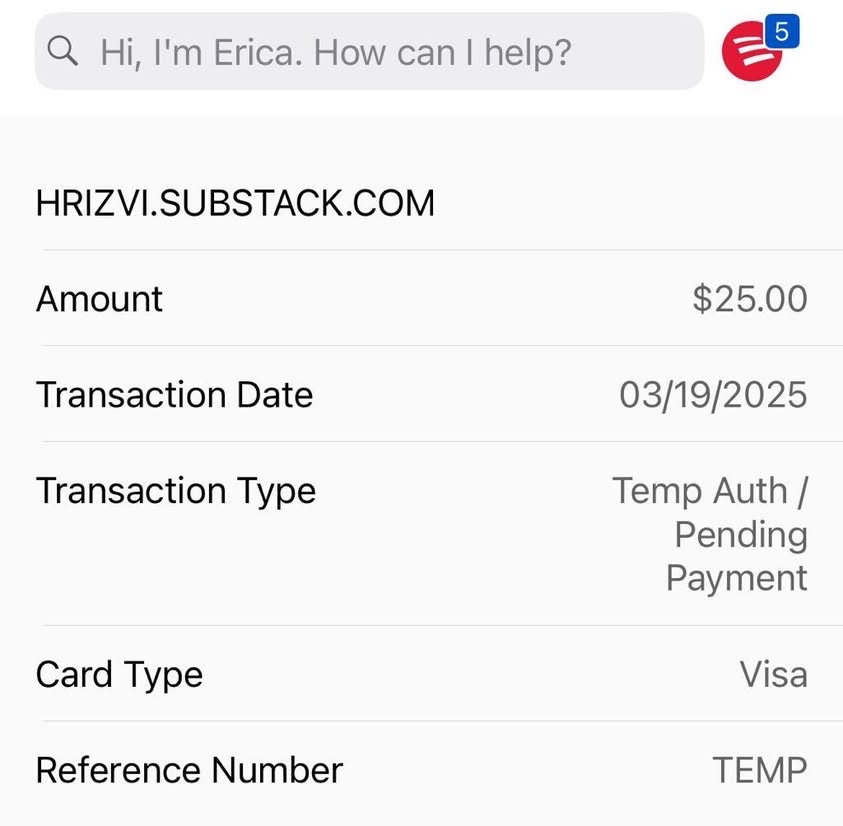 Hi, I'm Erica. How can I help?
5
HRIZVI.SUBSTACK.COM
Amount $25.00
Transaction Date 03/19/2025
Transaction Type Temp Auth /
Pending
Payment
Card Type Visa
Reference Number TEMP